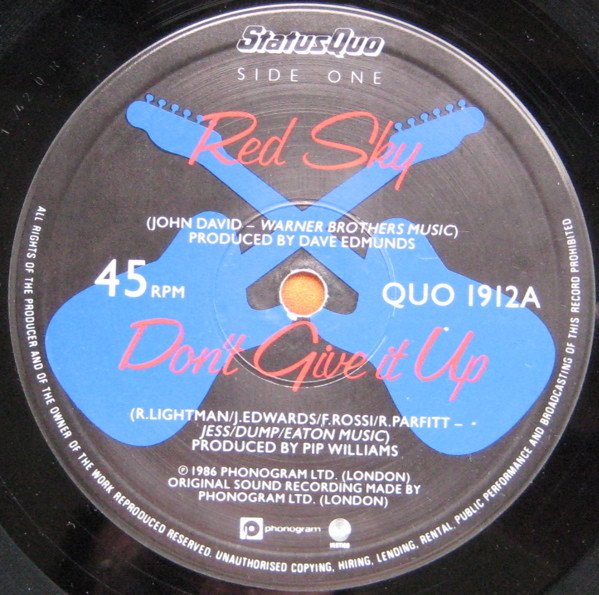 StatusQuo
SIDE ONE
Red Sky
(JOHN DAVID – WARNER BROTHERS MUSIC)
PRODUCED BY DAVE EDMUNDS
45 RPM
QUO 1912A
Don't Give it Up
(R.LIGHTMAN/J.EDWARDS/F.ROSSI/R.PARFITT –
JESS/DUMP/EATON MUSIC)
PRODUCED BY PIP WILLIAMS
℗ 1986 PHONOGRAM LTD. (LONDON)
ORIGINAL SOUND RECORDING MADE BY
PHONOGRAM LTD. (LONDON)
phonogram
vertigo
ALL RIGHTS OF THE PRODUCER AND OF THE OWNER OF THE WORK REPRODUCED RESERVED. UNAUTHORISED COPYING, HIRING, LENDING, RENTAL, PUBLIC PERFORMANCE AND BROADCASTING OF THIS RECORD PROHIBITED